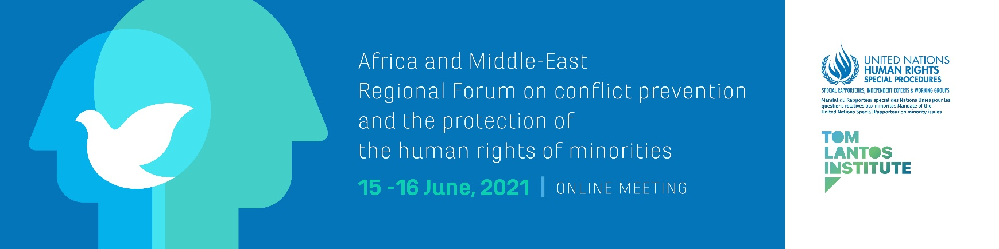 Africa and Middle-East
Regional Forum on conflict prevention
and the protection of
the human rights of minorities
15 -16 June, 2021 | ONLINE MEETING
UNITED NATIONS
HUMAN RIGHTS
SPECIAL PROCEDURES
SPECIAL RAPPORTEURS, INDEPENDENT EXPERTS & WORKING GROUPS
Mandat du Rapporteur spécial des Nations Unies pour les
questions relatives aux minorités Mandate of the
United Nations Special Rapporteur on minority issues
TOM
LANTOS
INSTITUTE